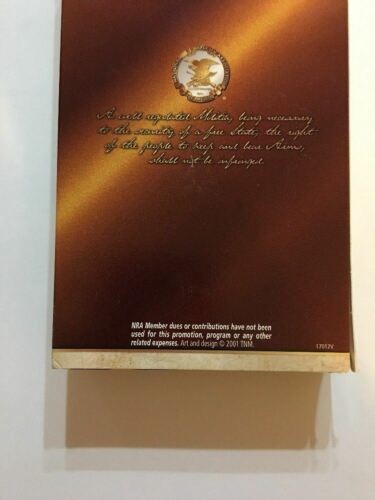 A well regulated Militia, being necessary
to the security of a free State, the right
of the people to keep and bear Arms,
shall not be infringed.
NRA Member dues or contributions have not been
used for this promotion, program or any other
related expenses. Art and design © 2001 TNM.
17017V